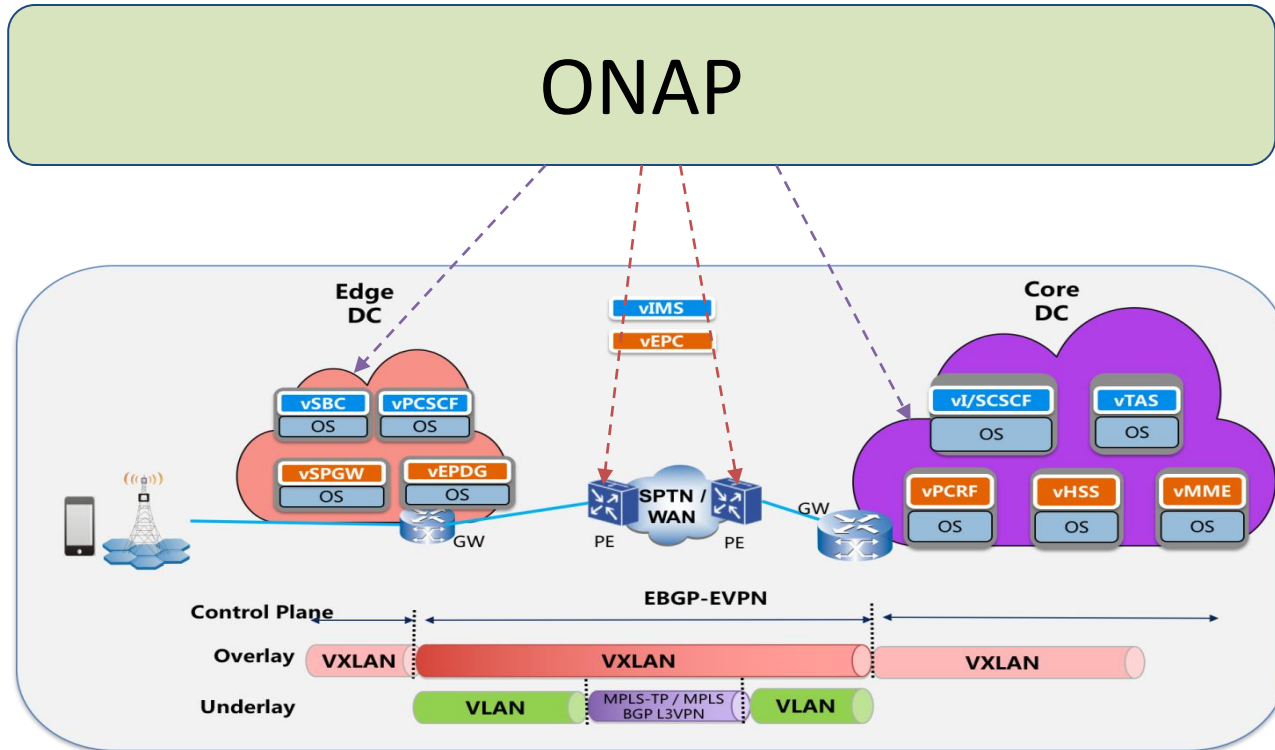 ONAP
Edge
DC
vIMS
vEPC
Core
DC
vSBC
OS
vPCSCF
OS
vI/SCSCF
OS
vTAS
OS
vSPGW
OS
vEPDG
OS
vPCRF
OS
vHSS
OS
vMME
OS
SPTN /
WAN
GW
PE
PE
GW
EBGP-EVPN
Control Plane
Overlay
VXLAN
VXLAN
VXLAN
Underlay
VLAN
MPLS-TP / MPLS
BGP L3VPN
VLAN